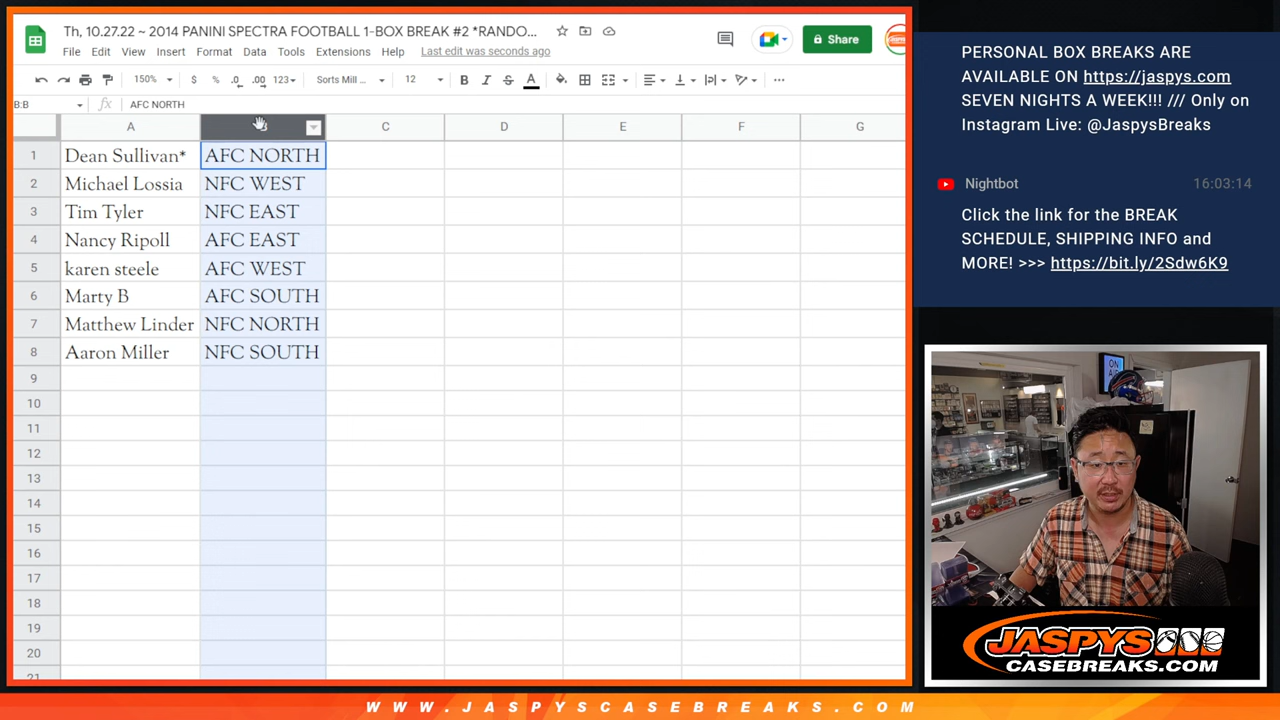 Th, 10.27.22 ~ 2014 PANINI SPECTRA FOOTBALL 1-BOX BREAK #2 *RANDO...
File Edit View Insert Format Data Tools Extensions Help Last edit was seconds ago
Share
150% $ % .0 .00 123 Sorts Mill ... 12 B I S A
B:B fx AFC NORTH
A C D E F G
1 Dean Sullivan* AFC NORTH
2 Michael Lossia NFC WEST
3 Tim Tyler NFC EAST
4 Nancy Ripoll AFC EAST
5 karen steele AFC WEST
6 Marty B AFC SOUTH
7 Matthew Linder NFC NORTH
8 Aaron Miller NFC SOUTH
9
10
11
12
13
14
15
16
17
18
19
20
21
PERSONAL BOX BREAKS ARE
AVAILABLE ON https://jaspys.com
SEVEN NIGHTS A WEEK!!! /// Only on
Instagram Live: @JaspysBreaks
Nightbot 16:03:14
Click the link for the BREAK
SCHEDULE, SHIPPING INFO and
MORE! >>> https://bit.ly/2Sdw6K9
ON
JASPYS
CASEBREAKS.COM
WWW.JASPYSCASEBREAKS.COM